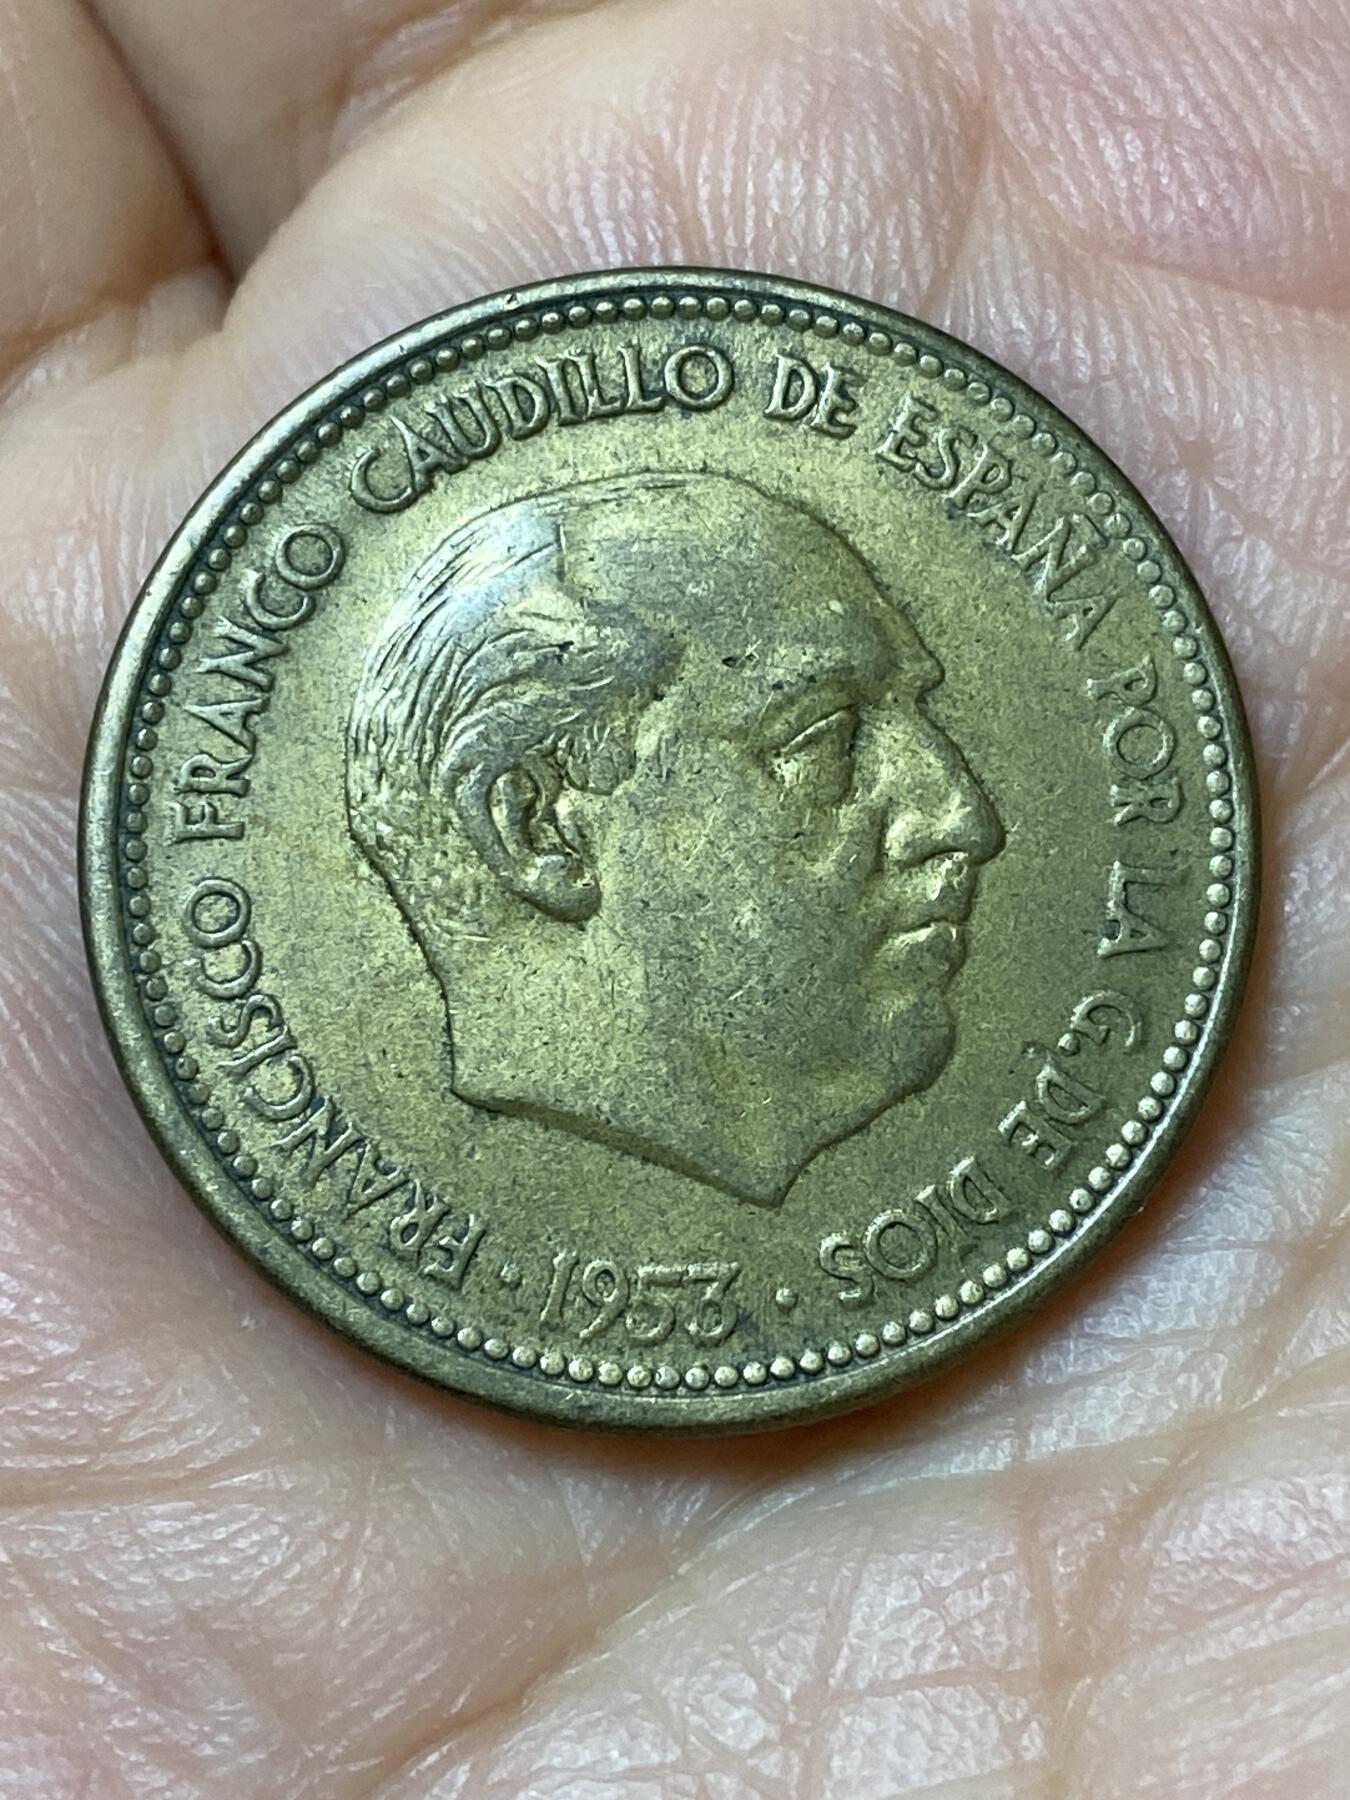 FRANCISCO FRANCO CAUDILLO DE ESPAÑA POR LA G. DE DIOS
· 1953 ·